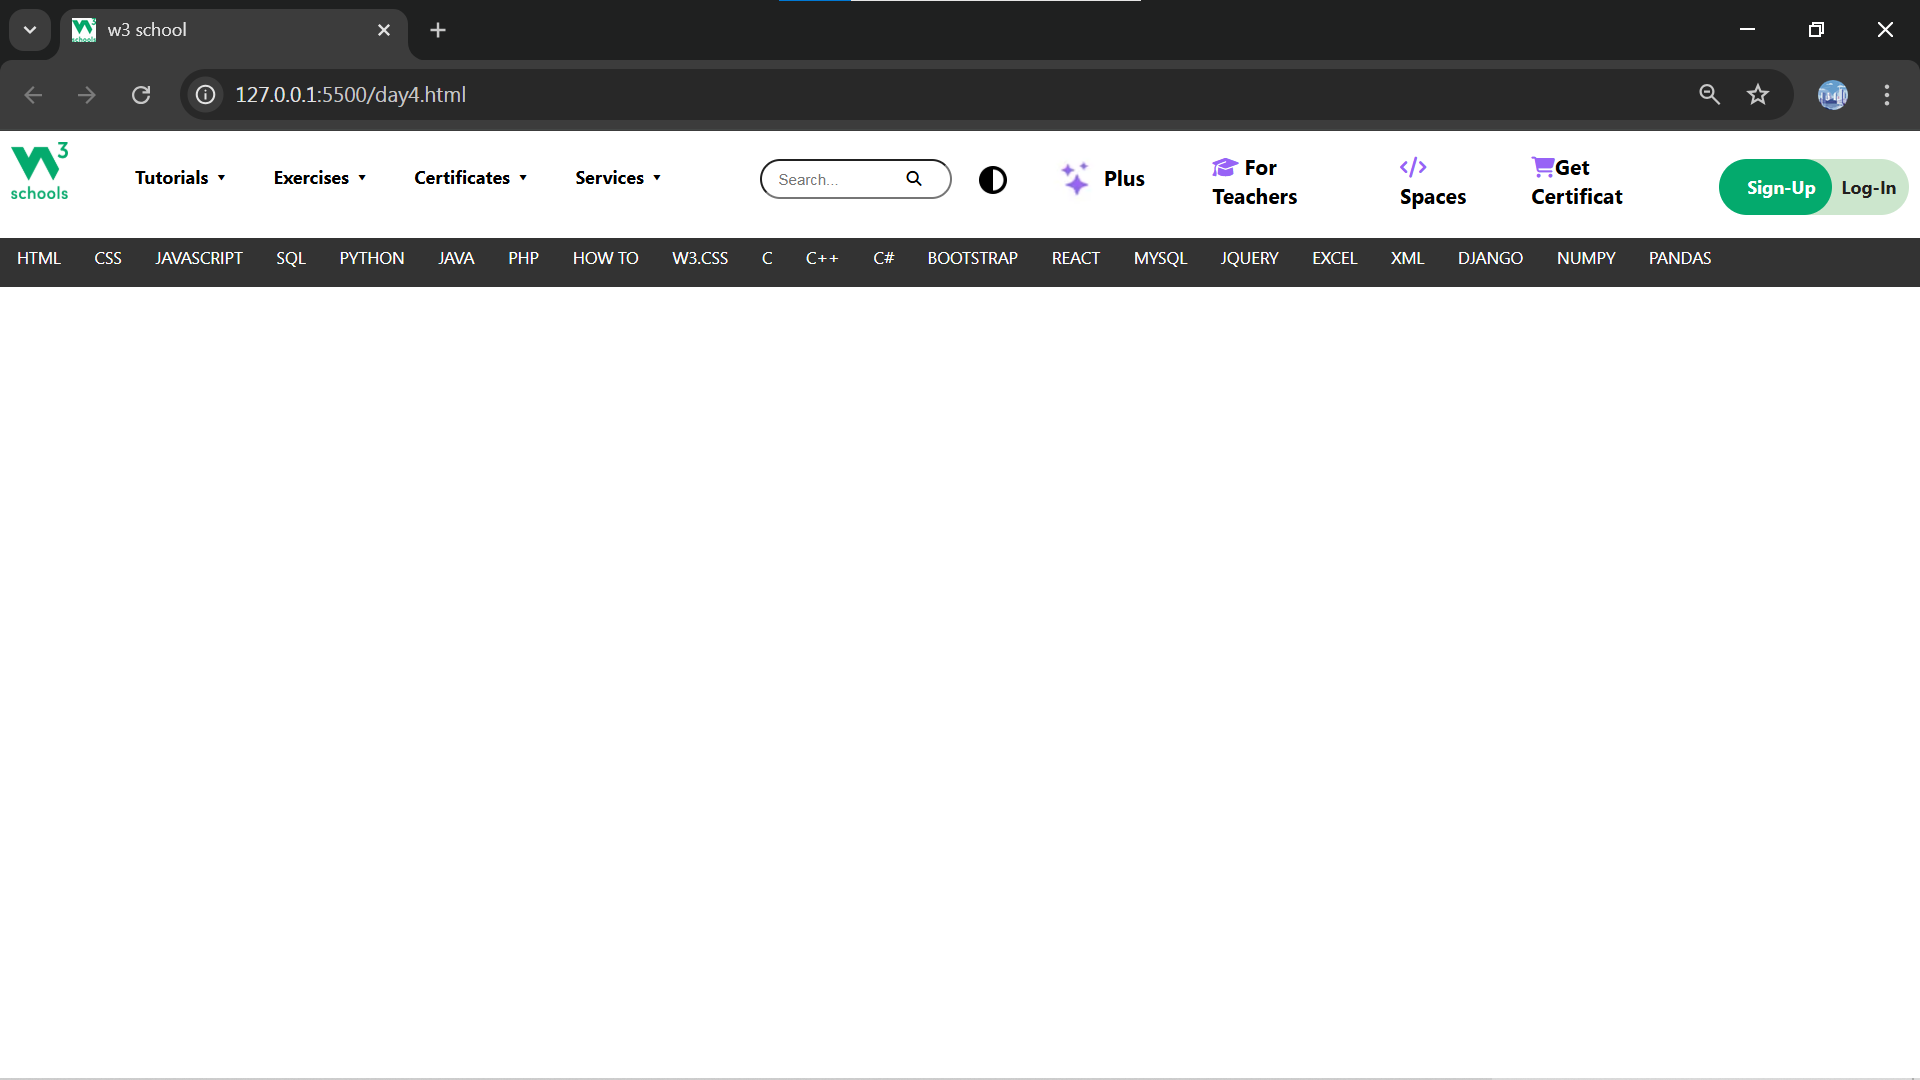 w3 school
127.0.0.1:5500/day4.html
W3 schools
Tutorials Exercises Certificates Services Search... Plus For Teachers </> Spaces Get Certificat Sign-Up Log-In
HTML CSS JAVASCRIPT SQL PYTHON JAVA PHP HOW TO W3.CSS C C++ C# BOOTSTRAP REACT MYSQL JQUERY EXCEL XML DJANGO NUMPY PANDAS